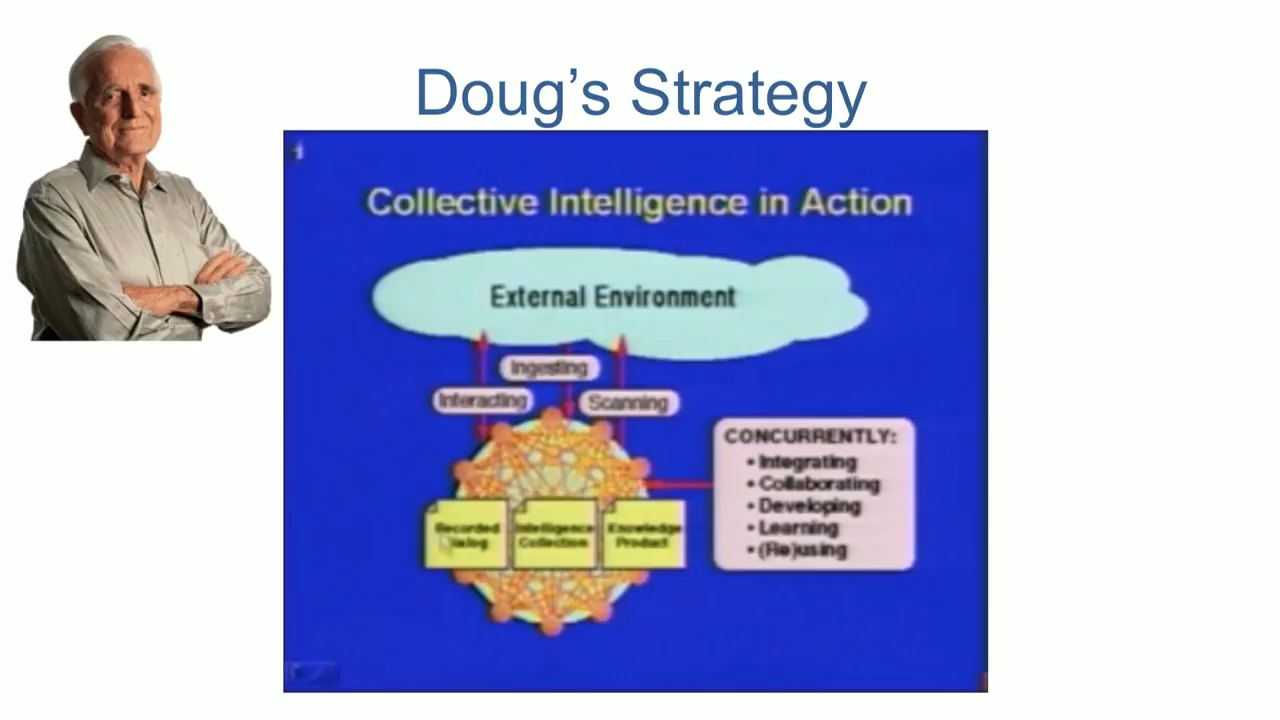 Doug’s Strategy
Collective Intelligence in Action
External Environment
Ingesting
Interacting
Scanning
CONCURRENTLY:
• Integrating
• Collaborating
• Developing
• Learning
• (Re)using
Recorded
Dialog
Intelligence
Collection
Knowledge
Product